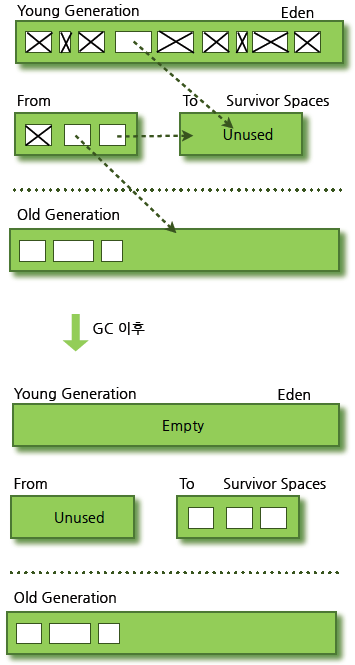 Young Generation Eden
From To Survivor Spaces
Unused
Old Generation
GC 이후
Young Generation Eden
Empty
From To Survivor Spaces
Unused
Old Generation